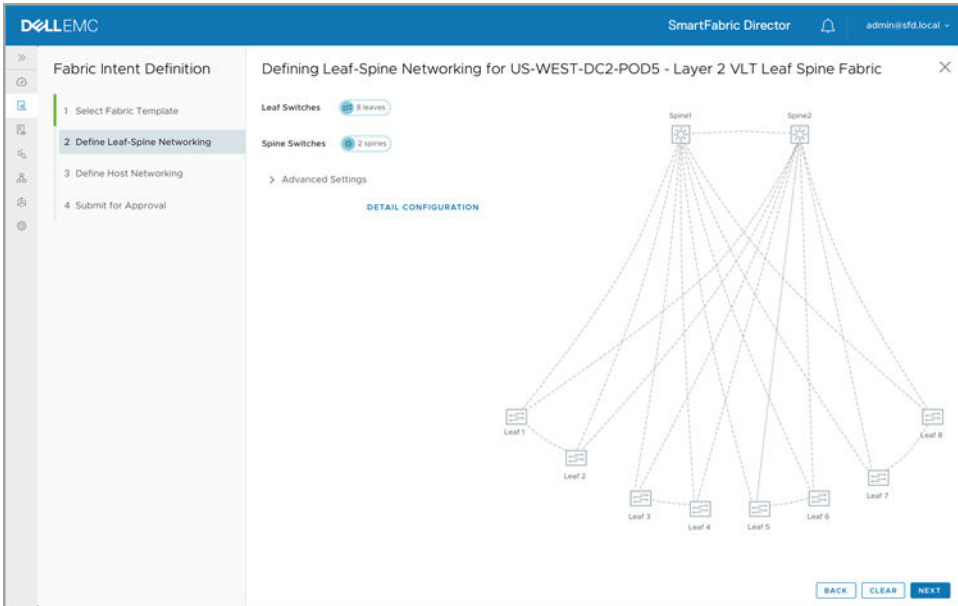 DELLEMC
SmartFabric Director
admin@sfd.local
Fabric Intent Definition
1 Select Fabric Template
2 Define Leaf-Spine Networking
3 Define Host Networking
4 Submit for Approval
Defining Leaf-Spine Networking for US-WEST-DC2-POD5 - Layer 2 VLT Leaf Spine Fabric
Leaf Switches 8 leaves
Spine Switches 2 spines
Advanced Settings
DETAIL CONFIGURATION
Spine1
Spine2
Leaf 1
Leaf 2
Leaf 3
Leaf 4
Leaf 5
Leaf 6
Leaf 7
Leaf 8
BACK CLEAR NEXT